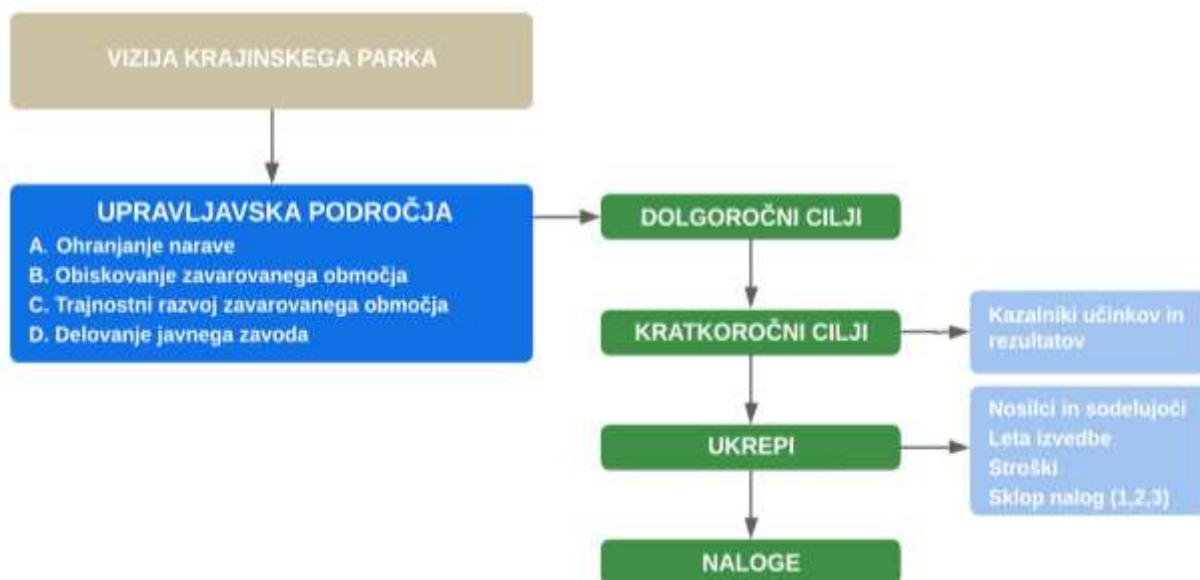 VIZIJA KRAJINSKEGA PARKA
UPRAVLJAVSKA PODROČJA
A. Ohranjanje narave
B. Obiskovanje zavarovanega območja
C. Trajnostni razvoj zavarovanega območja
D. Delovanje javnega zavoda
DOLGOROČNI CILJI
KRATKOROČNI CILJI
Kazalniki učinkov in
rezultatov
UKREPI
Nosilci in sodelujoči
Leta izvedbe
Stroški
Sklop nalog (1,2,3)
NALOGE